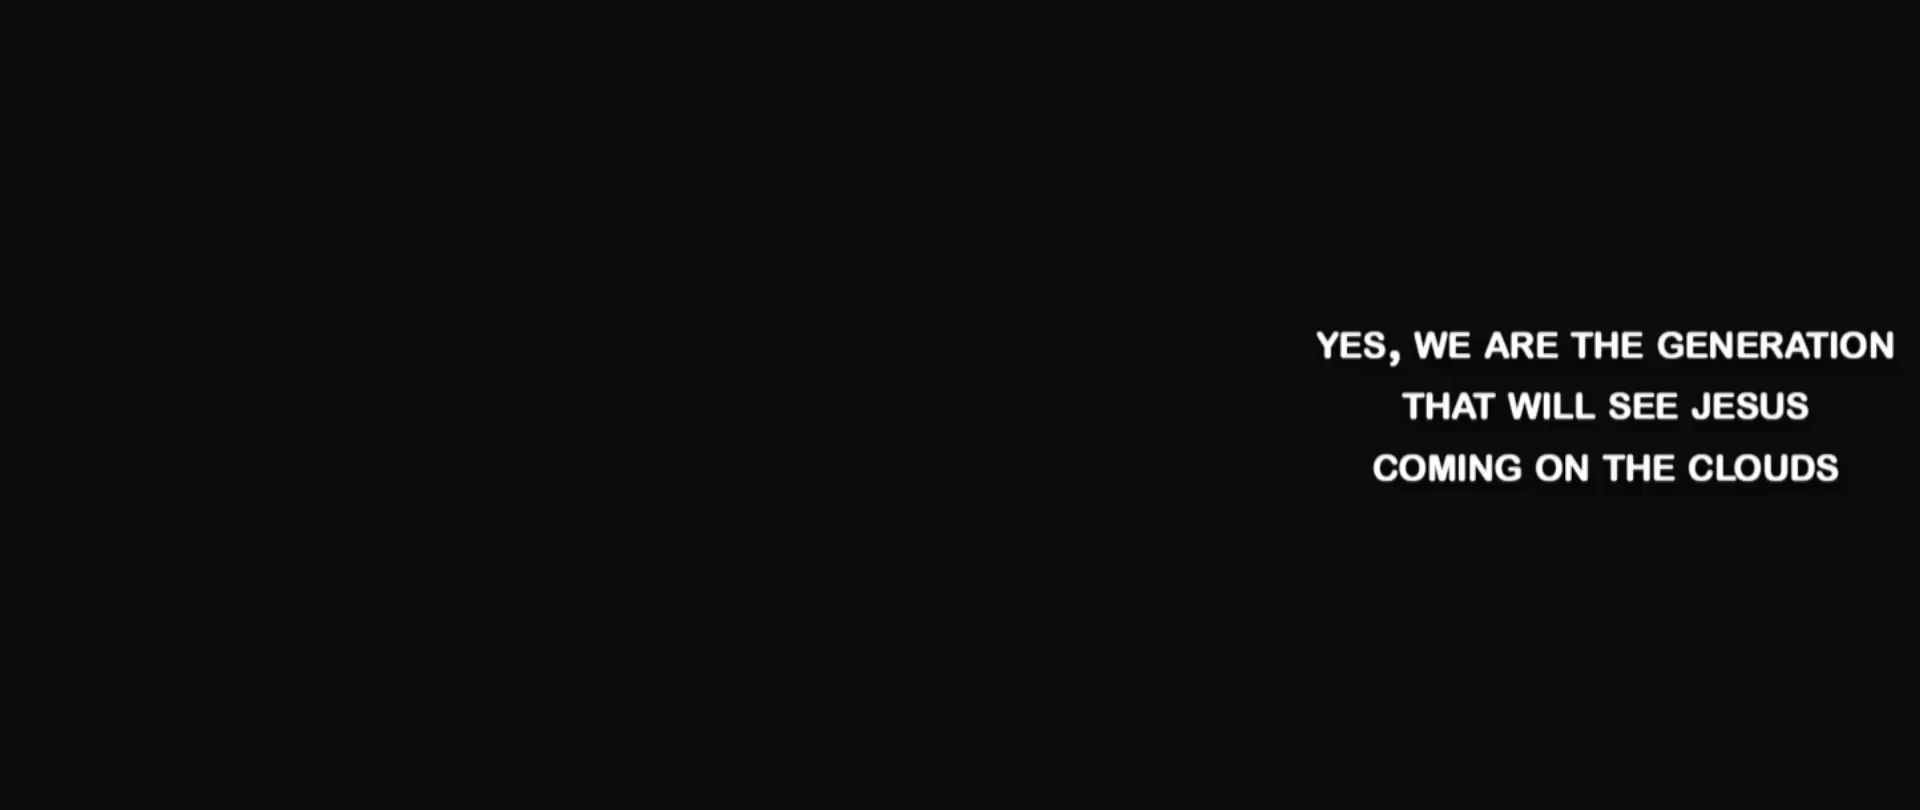 YES, WE ARE THE GENERATION
THAT WILL SEE JESUS
COMING ON THE CLOUDS